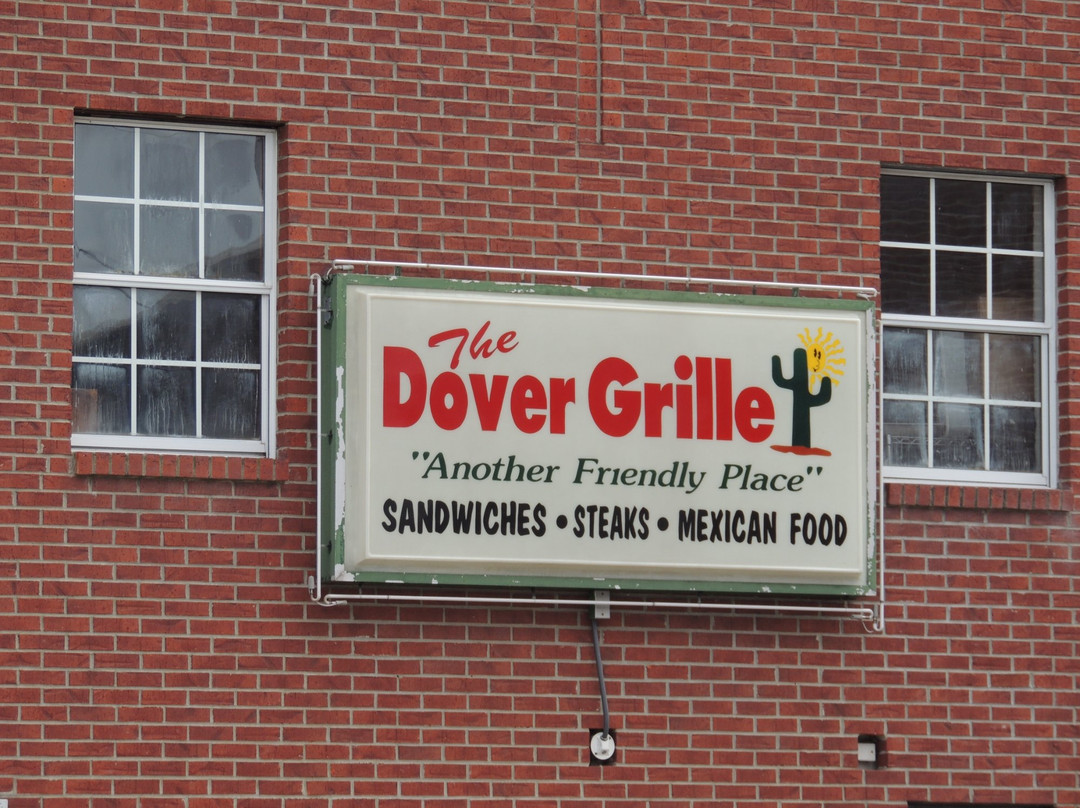 The
Dover Grille
"Another Friendly Place"
SANDWICHES • STEAKS • MEXICAN FOOD